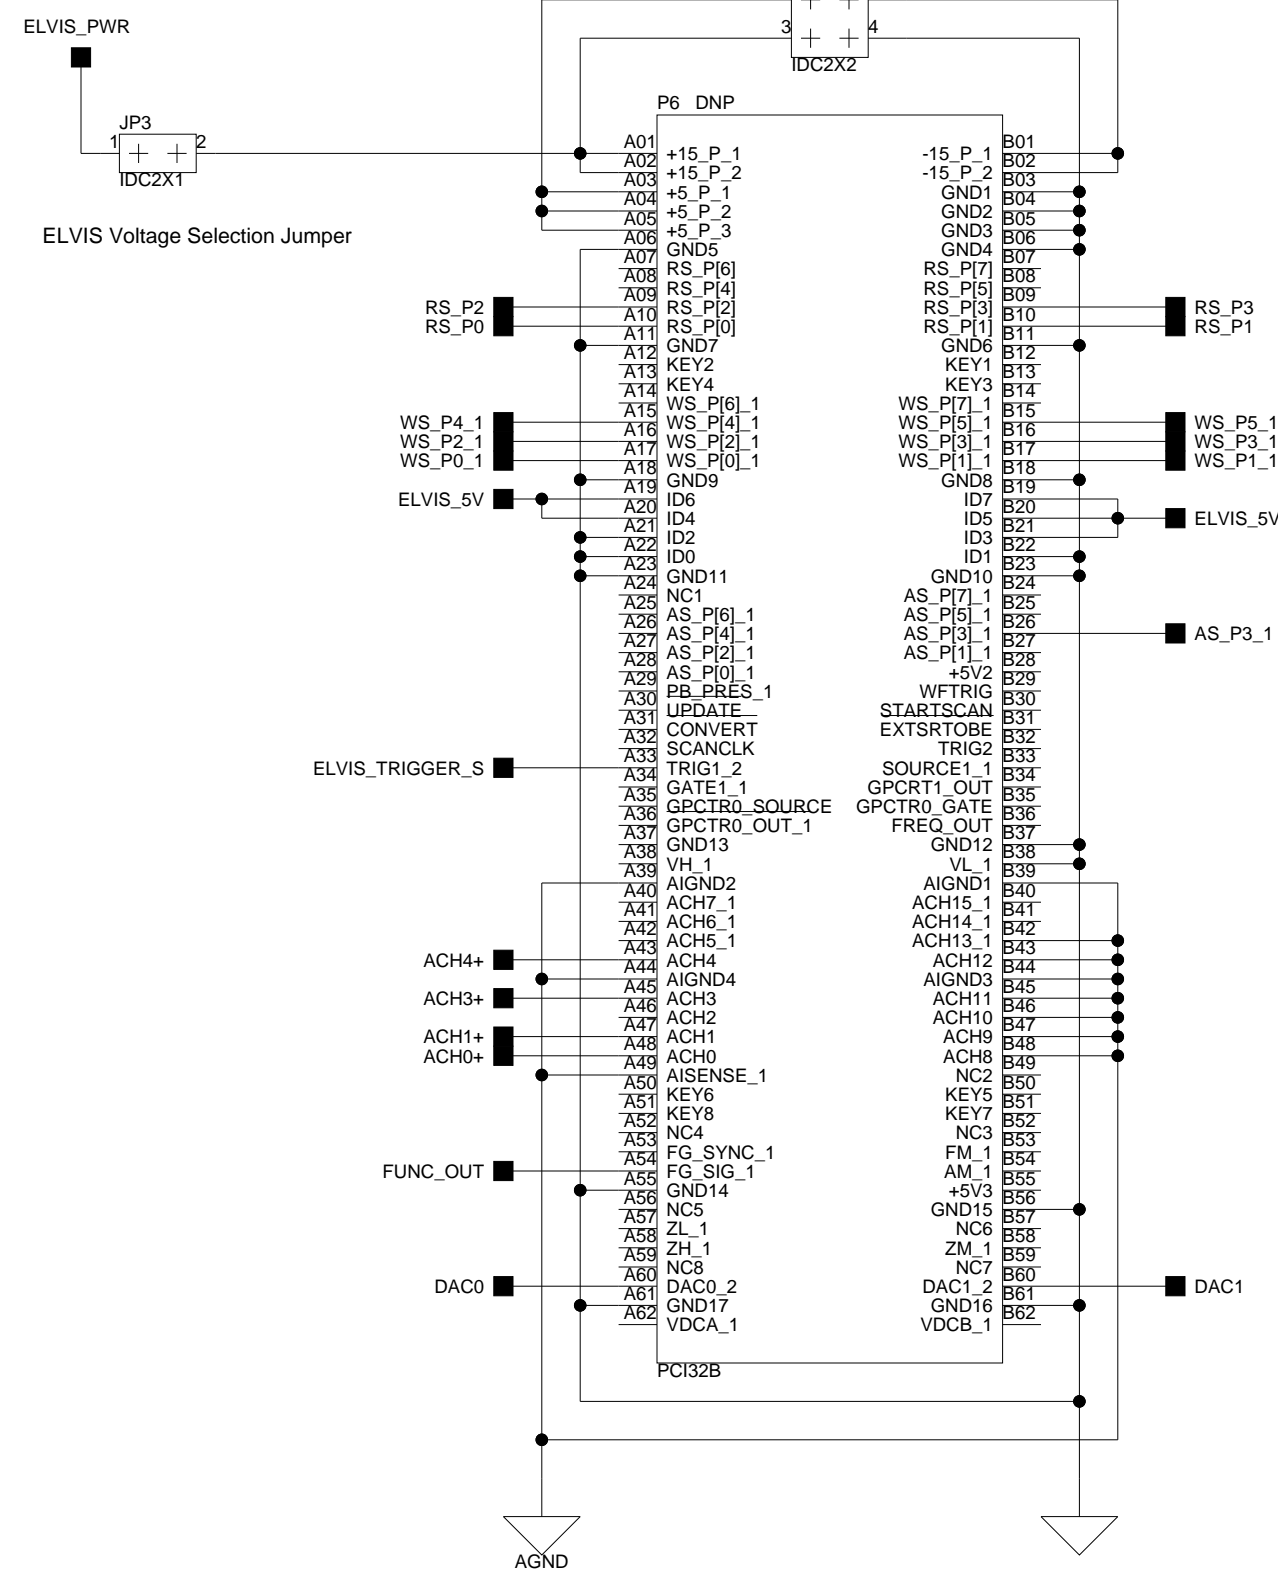 ELVIS_PWR
3 4
IDC2X2
P6 DNP
JP3
1 2
IDC2X1
ELVIS Voltage Selection Jumper
A01 +15_P_1 -15_P_1 B01
A02 +15_P_2 -15_P_2 B02
A03 +5_P_1 GND1 B03
A04 +5_P_2 GND2 B04
A05 +5_P_3 GND3 B05
A06 GND5 GND4 B06
A07 RS_P[6] RS_P[7] B07
A08 RS_P[4] RS_P[5] B08
RS_P2 A09 RS_P[2] RS_P[3] B09 RS_P3
RS_P0 A10 RS_P[0] RS_P[1] B10 RS_P1
A11 GND7 GND6 B11
A12 KEY2 KEY1 B12
A13 KEY4 KEY3 B13
A14 WS_P[6]_1 WS_P[7]_1 B14
WS_P4_1 A15 WS_P[4]_1 WS_P[5]_1 B15 WS_P5_1
WS_P2_1 A16 WS_P[2]_1 WS_P[3]_1 B16 WS_P3_1
WS_P0_1 A17 WS_P[0]_1 WS_P[1]_1 B17 WS_P1_1
A18 GND9 GND8 B18
ELVIS_5V A19 ID6 ID7 B19
A20 ID4 ID5 B20 ELVIS_5V
A21 ID2 ID3 B21
A22 ID0 ID1 B22
A23 GND11 GND10 B23
A24 NC1 AS_P[7]_1 B24
A25 AS_P[6]_1 AS_P[5]_1 B25
A26 AS_P[4]_1 AS_P[3]_1 B26 AS_P3_1
A27 AS_P[2]_1 AS_P[1]_1 B27
A28 AS_P[0]_1 +5V2 B28
A29 PB_PRES_1 WFTRIG B29
A30 UPDATE STARTSCAN B30
A31 CONVERT EXTSRTOBE B31
A32 SCANCLK TRIG2 B32
ELVIS_TRIGGER_S A33 TRIG1_2 SOURCE1_1 B33
A34 GATE1_1 GPCRT1_OUT B34
A35 GPCTR0_SOURCE GPCTR0_GATE B35
A36 GPCTR0_OUT_1 FREQ_OUT B36
A37 GND13 GND12 B37
A38 VH_1 VL_1 B38
A39 AIGND2 AIGND1 B39
A40 ACH7_1 ACH15_1 B40
A41 ACH6_1 ACH14_1 B41
A42 ACH5_1 ACH13_1 B42
ACH4+ A43 ACH4 ACH12 B43
A44 AIGND4 AIGND3 B44
ACH3+ A45 ACH3 ACH11 B45
A46 ACH2 ACH10 B46
ACH1+ A47 ACH1 ACH9 B47
ACH0+ A48 ACH0 ACH8 B48
A49 AISENSE_1 NC2 B49
A50 KEY6 KEY5 B50
A51 KEY8 KEY7 B51
A52 NC4 NC3 B52
A53 FG_SYNC_1 FM_1 B53
FUNC_OUT A54 FG_SIG_1 AM_1 B54
A55 GND14 +5V3 B55
A56 NC5 GND15 B56
A57 ZL_1 NC6 B57
A58 ZH_1 ZM_1 B58
A59 NC8 NC7 B59
DAC0 A60 DAC0_2 DAC1_2 B60 DAC1
A61 GND17 GND16 B61
A62 VDCA_1 VDCB_1 B62
PCI32B
AGND